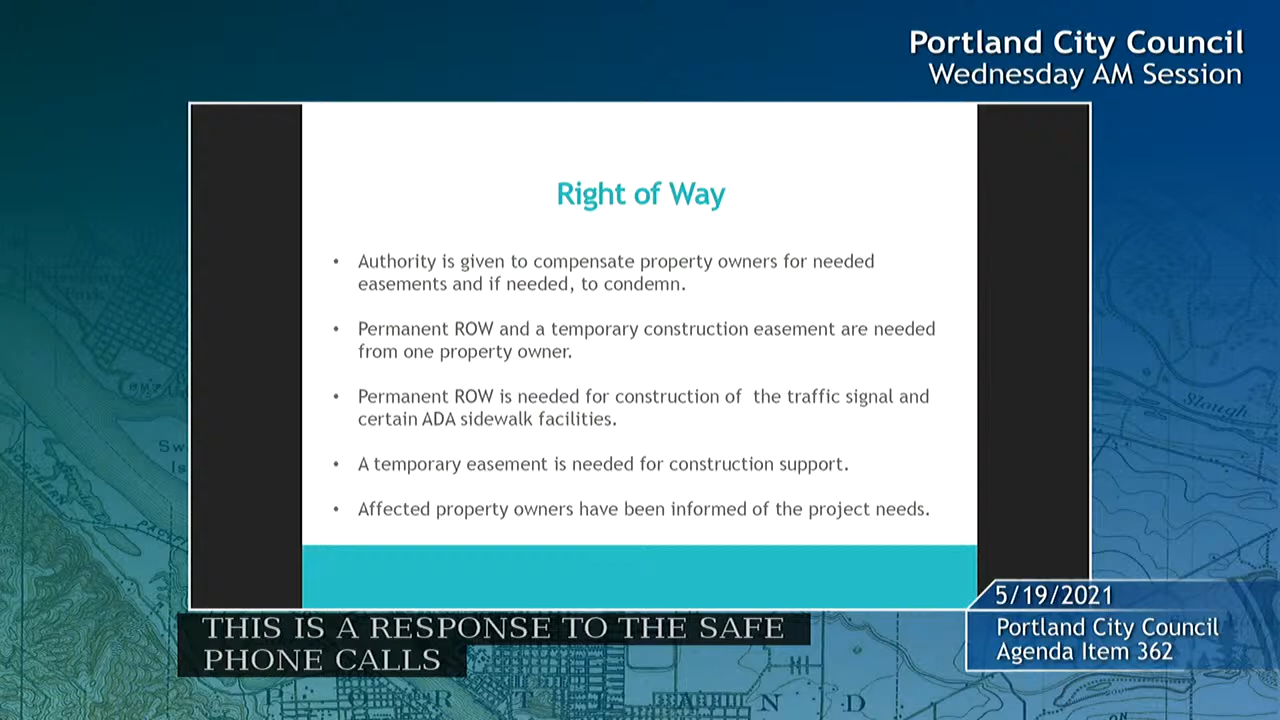 Portland City Council
Wednesday AM Session
Right of Way
• Authority is given to compensate property owners for needed
easements and if needed, to condemn.
• Permanent ROW and a temporary construction easement are needed
from one property owner.
• Permanent ROW is needed for construction of the traffic signal and
certain ADA sidewalk facilities.
• A temporary easement is needed for construction support.
• Affected property owners have been informed of the project needs.
Slough
5/19/2021
Portland City Council
Agenda Item 362
THIS IS A RESPONSE TO THE SAFE
PHONE CALLS
P O R T L A N D